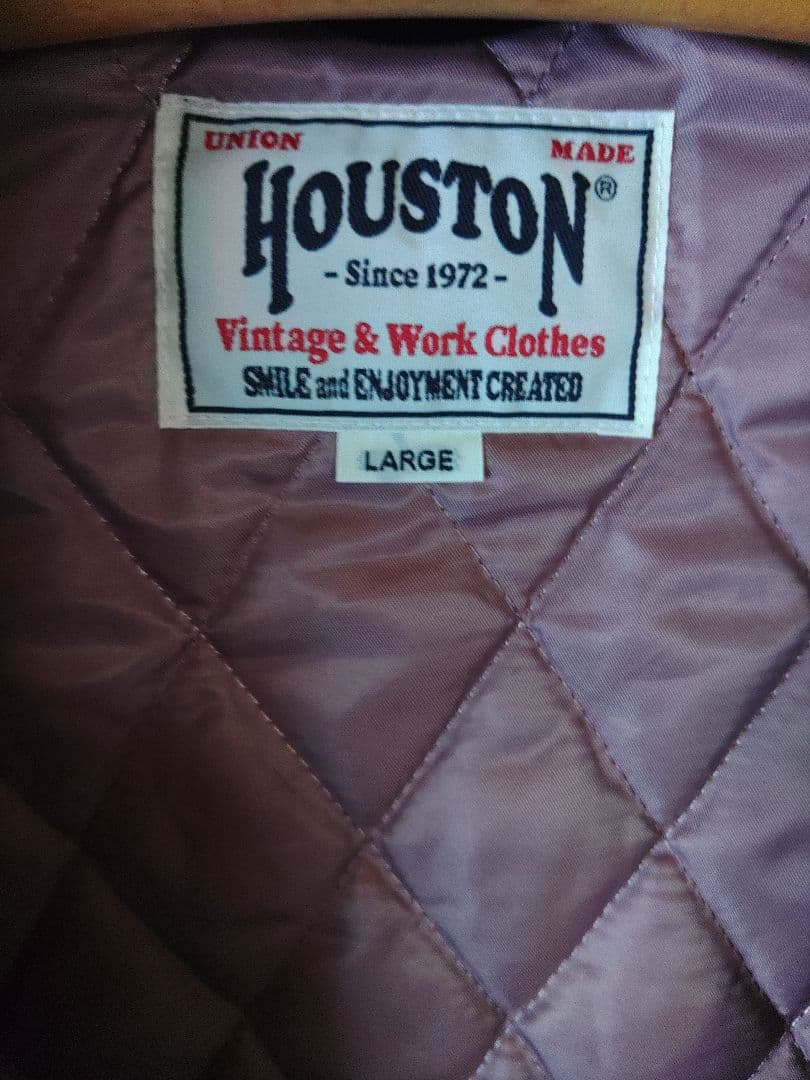 UNION MADE
HOUSTON®
- Since 1972 -
Vintage & Work Clothes
SMILE and ENJOYMENT CREATED
LARGE